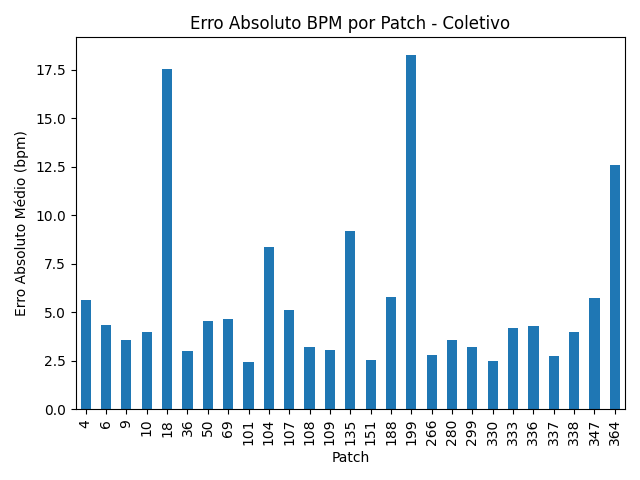 Erro Absoluto BPM por Patch - Coletivo
Erro Absoluto Médio (bpm)
17.5
15.0
12.5
10.0
7.5
5.0
2.5
0.0
4 6 9 10 18 36 50 69 101 104 107 108 109 135 151 188 199 266 280 299 330 333 336 337 338 347 364
Patch